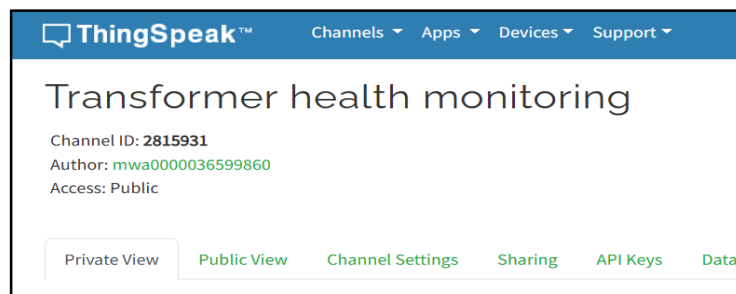 ThingSpeak™ Channels Apps Devices Support
Transformer health monitoring
Channel ID: 2815931
Author: mwa0000036599860
Access: Public
Private View Public View Channel Settings Sharing API Keys Data